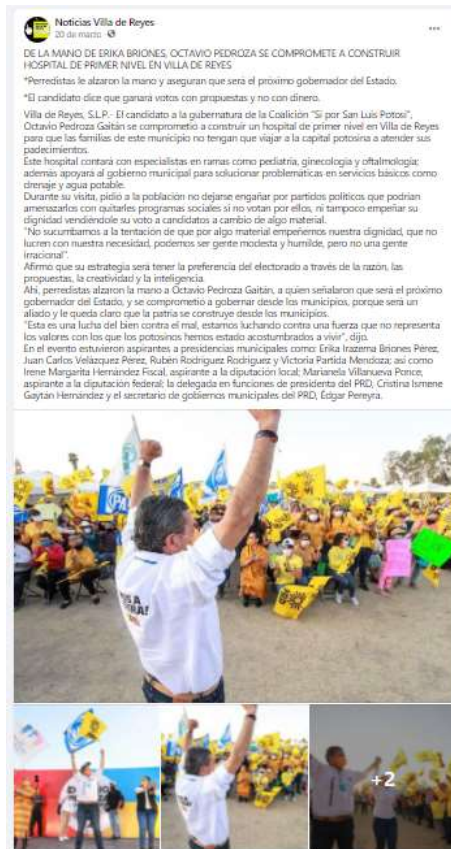 Noticias Villa de Reyes
20 de marzo
DE LA MANO DE ERIKA BRIONES, OCTAVIO PEDROZA SE COMPROMETE A CONSTRUIR
HOSPITAL DE PRIMER NIVEL EN VILLA DE REYES
*Perredistas le alzaron la mano y aseguran que será el próximo gobernador del Estado.
*El candidato dice que ganará votos con propuestas y no con dinero.
Villa de Reyes, S.L.P.- El candidato a la gubernatura de la Coalición "Sí por San Luis Potosí",
Octavio Pedroza Gaitán se comprometió a construir un hospital de primer nivel en Villa de Reyes
para que las familias de este municipio no tengan que viajar a la capital potosina a atender sus
padecimientos.
Este hospital contará con especialistas en ramas como pediatría, ginecología y oftalmología;
además apoyará al gobierno municipal para solucionar problemáticas en servicios básicos como
drenaje y agua potable.
Durante su visita, pidió a la población no dejarse engañar por partidos políticos que podrían
amenazarlos con quitarles programas sociales si no votan por ellos, ni tampoco empeñar su
dignidad vendiéndole su voto a candidatos a cambio de algo material.
"No sucumbamos a la tentación de que por algo material empeñemos nuestra dignidad, que no
lucren con nuestra necesidad, podemos ser gente modesta y humilde, pero no una gente
irracional".
Afirmó que su estrategia será tener la preferencia del electorado a través de la razón, las
propuestas, la creatividad y la inteligencia.
Ahí, perredistas alzaron la mano a Octavio Pedroza Gaitán, a quien señalaron que será el próximo
gobernador del Estado, y se comprometió a gobernar desde los municipios, porque será un
aliado y le queda claro que la patria se construye desde los municipios.
"Esta es una lucha del bien contra el mal, estamos luchando contra una fuerza que no representa
los valores con los que los potosinos hemos estado acostumbrados a vivir", dijo.
En el evento estuvieron aspirantes a presidencias municipales como: Erika Irazema Briones Pérez,
Juan Carlos Velázquez Pérez, Rubén Rodríguez Rodríguez y Victoria Partida Mendoza; así como
Irene Margarita Hernández Fiscal, aspirante a la diputación local; Marianela Villanueva Ponce,
aspirante a la diputación federal; la delegada en funciones de presidenta del PRD, Cristina Ismene
Gaytán Hernández y el secretario de gobiernos municipales del PRD, Édgar Pereyra.
+2